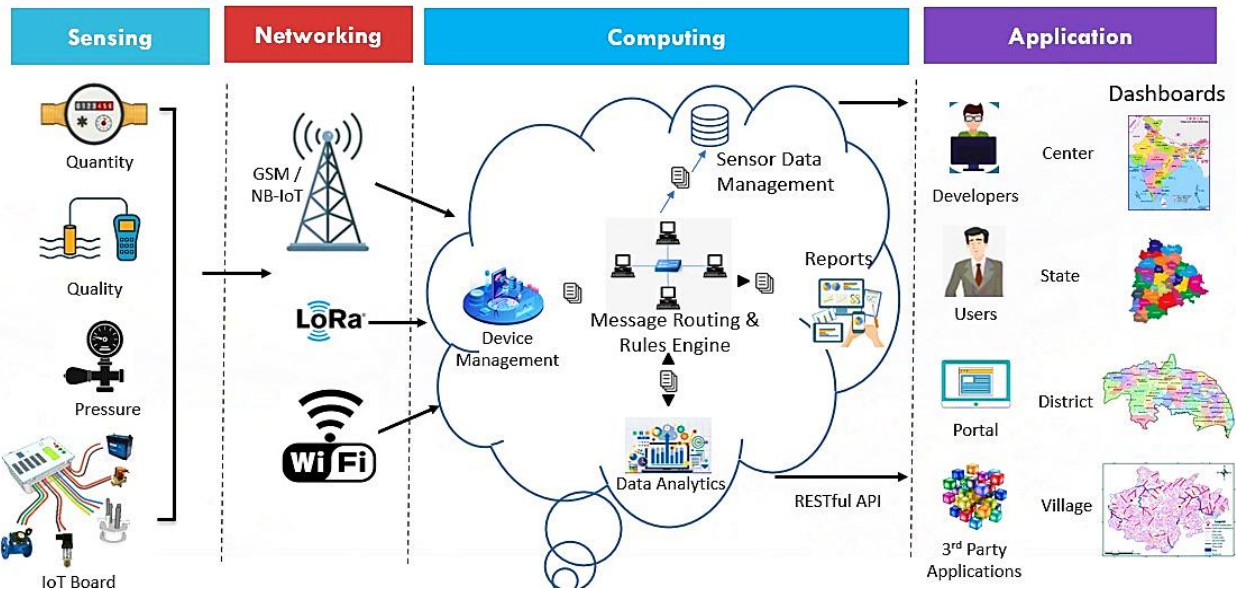 Sensing
Networking
Computing
Application
Quantity
Quality
Pressure
IoT Board
GSM /
NB-IoT
LoRa
WiFi
Sensor Data
Management
Device
Management
Message Routing &
Rules Engine
Reports
Data Analytics
RESTful API
Dashboards
Developers
Center
Users
State
Portal
District
3rd Party
Applications
Village